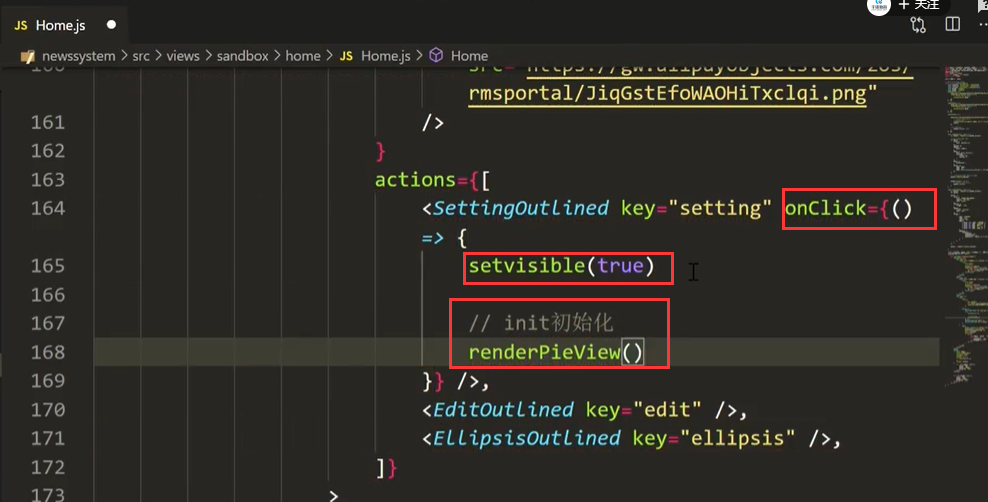 + 关注
JS Home.js
newssystem > src > views > sandbox > home > JS Home.js > Home
src="https://gw.alipayobjects.com/zos/
rmsportal/JiqGstEfoWAOHiTxclqi.png"
161 />
162 }
163 actions={[
164 <SettingOutlined key="setting" onClick={()
=> {
165 setvisible(true)
166
167 // init初始化
168 renderPieView()
169 }} />,
170 <EditOutlined key="edit" />,
171 <EllipsisOutlined key="ellipsis" />,
172 ]}
173 >